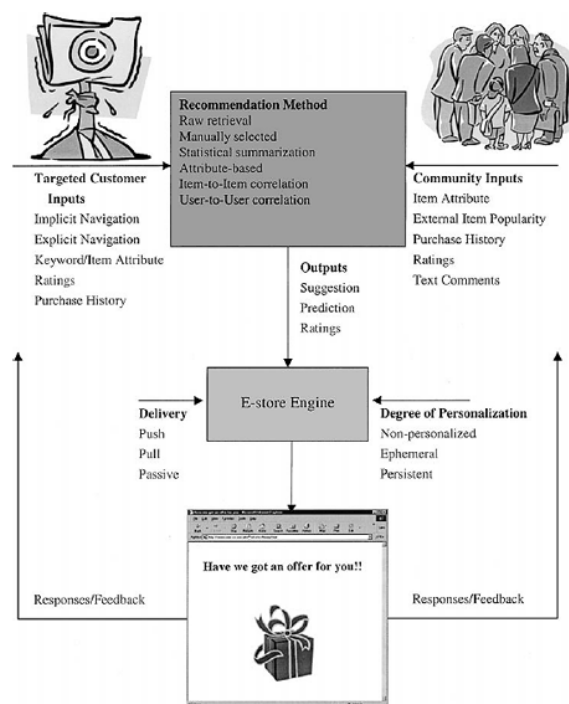 Recommendation Method
Raw retrieval
Manually selected
Statistical summarization
Attribute-based
Item-to-Item correlation
User-to-User correlation
Targeted Customer
Inputs
Implicit Navigation
Explicit Navigation
Keyword/Item Attribute
Ratings
Purchase History
Community Inputs
Item Attribute
External Item Popularity
Purchase History
Ratings
Text Comments
Outputs
Suggestion
Prediction
Ratings
E-store Engine
Delivery
Push
Pull
Passive
Degree of Personalization
Non-personalized
Ephemeral
Persistent
Have we got an offer for you!!
Responses/Feedback
Responses/Feedback